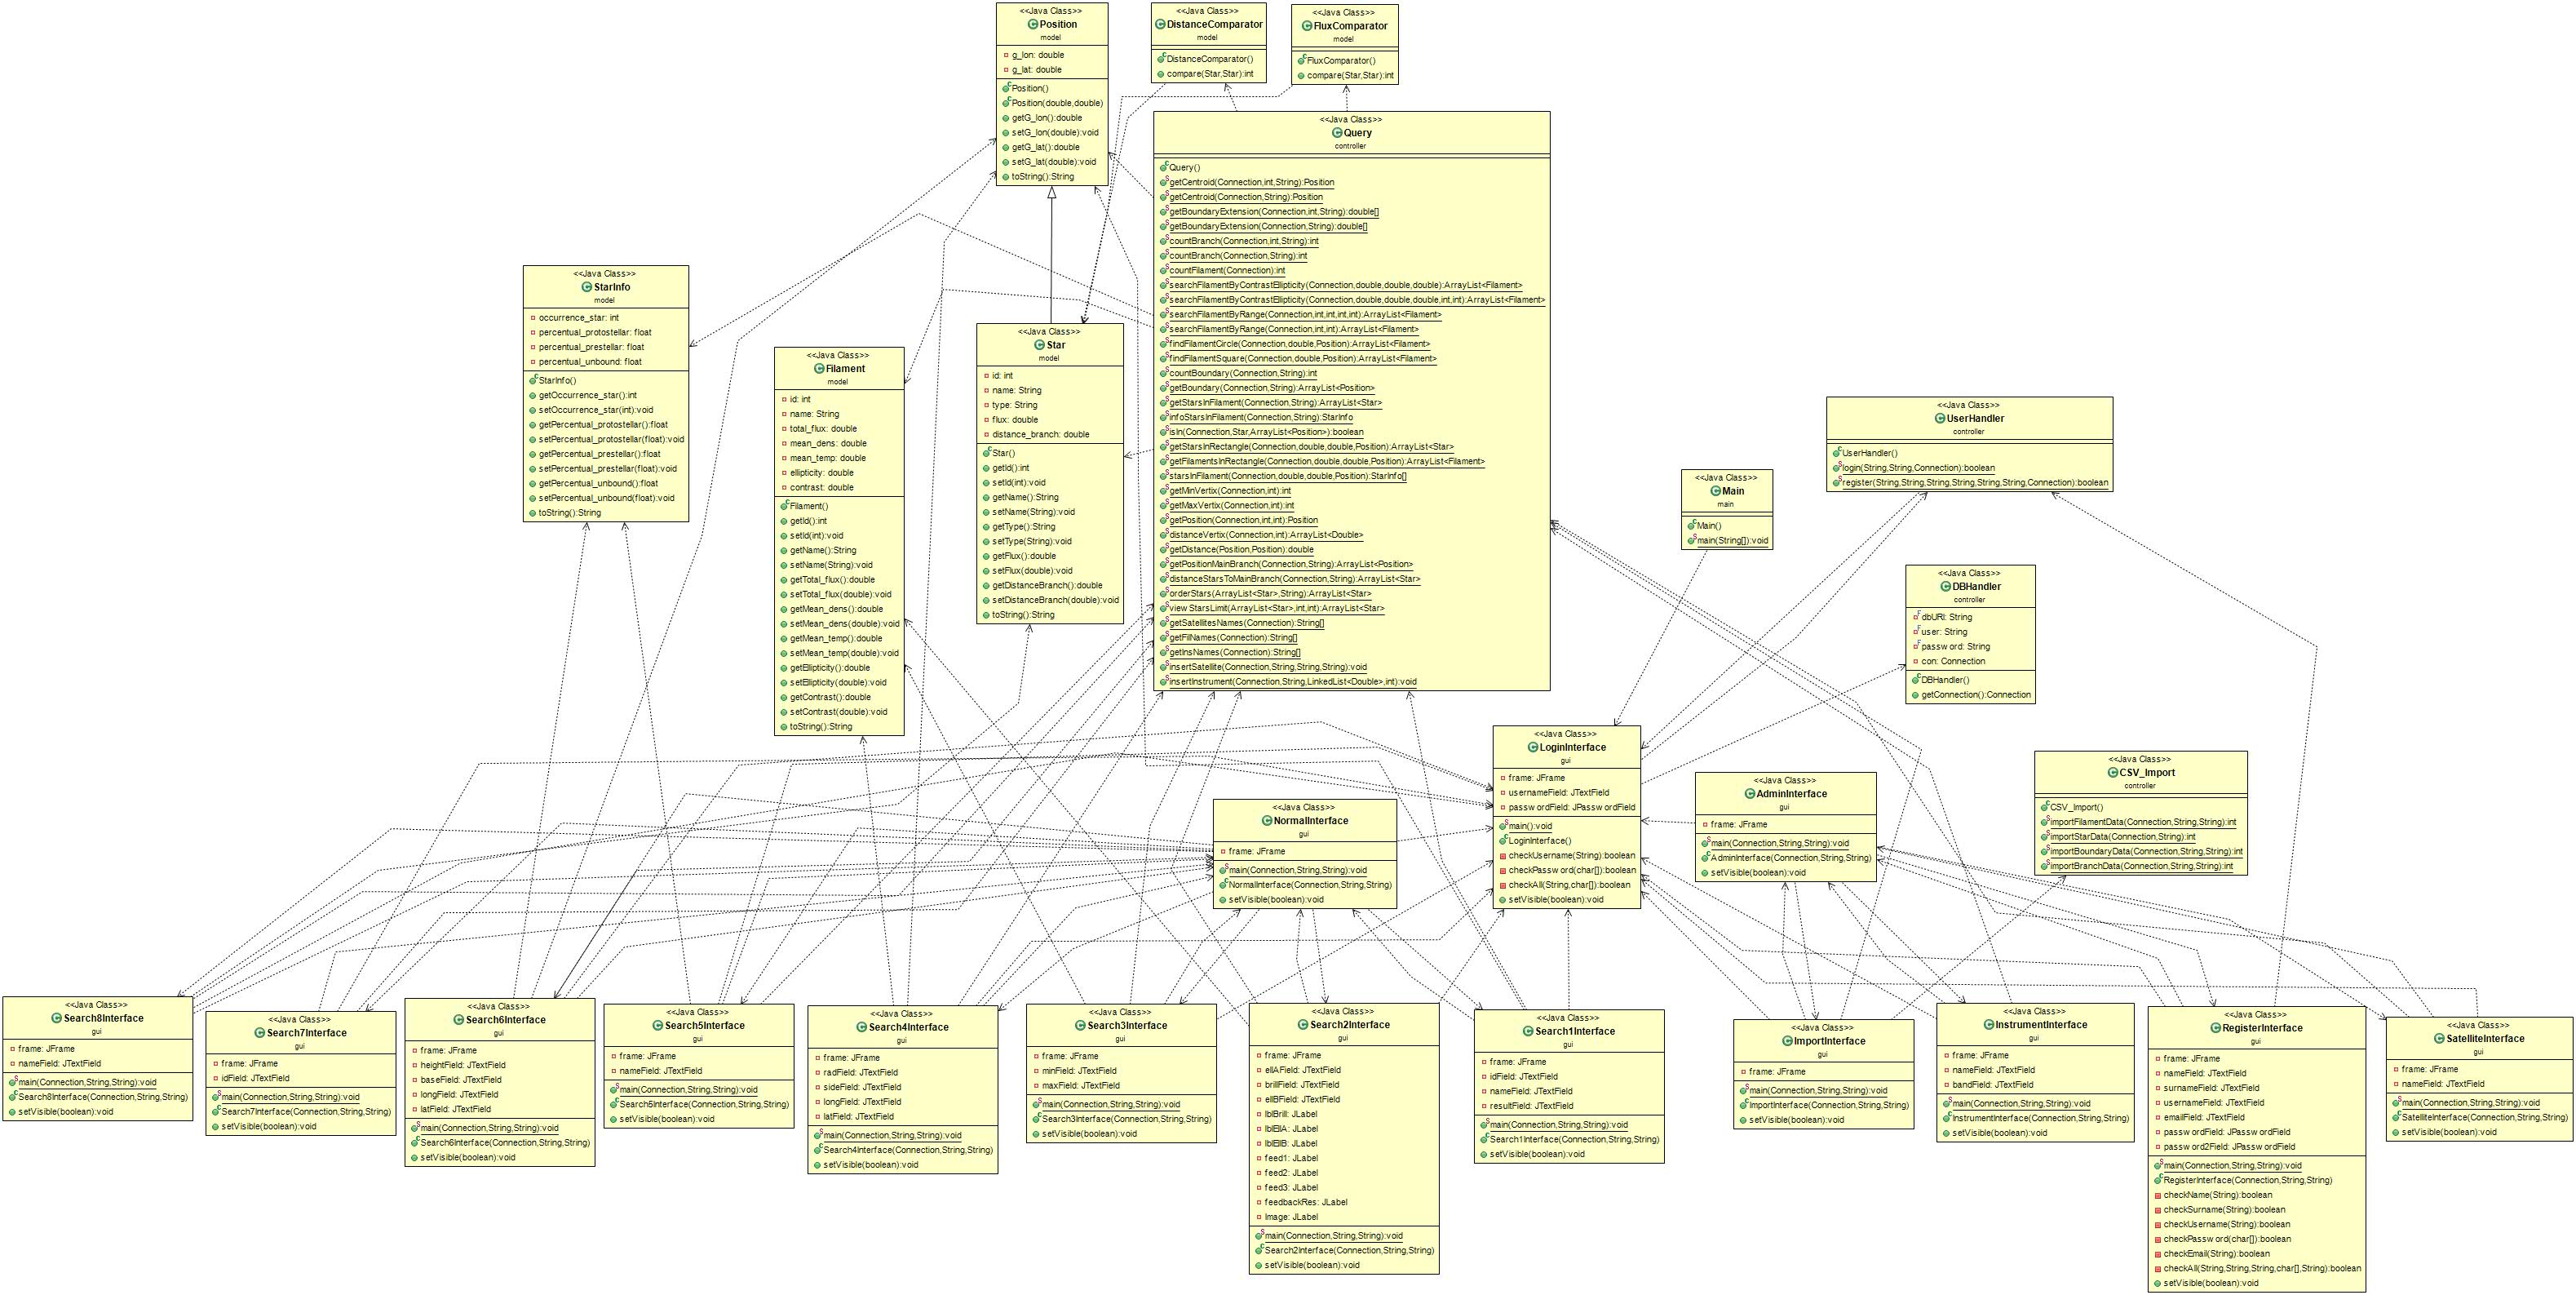 <<Java Class>>
Position
model
g_lon: double
g_lat: double
Position()
Position(double,double)
getG_lon():double
setG_lon(double):void
getG_lat():double
setG_lat(double):void
toString():String
<<Java Class>>
DistanceComparator
model
DistanceComparator()
compare(Star,Star):int
<<Java Class>>
FluxComparator
model
FluxComparator()
compare(Star,Star):int
<<Java Class>>
Query
controller
Query()
getCentroid(Connection,int,String):Position
getCentroid(Connection,String):Position
getBoundaryExtension(Connection,int,String):double[]
getBoundaryExtension(Connection,String):double[]
countBranch(Connection,int,String):int
countBranch(Connection,String):int
countFilament(Connection):int
searchFilamentByContrastEllipticity(Connection,double,double,double):ArrayList<Filament>
searchFilamentByContrastEllipticity(Connection,double,double,double,int,int):ArrayList<Filament>
searchFilamentByRange(Connection,int,int,int,int):ArrayList<Filament>
searchFilamentByRange(Connection,int,int):ArrayList<Filament>
findFilamentCircle(Connection,double,Position):ArrayList<Filament>
findFilamentSquare(Connection,double,Position):ArrayList<Filament>
countBoundary(Connection,String):int
getBoundary(Connection,String):ArrayList<Position>
getStarsInFilament(Connection,String):ArrayList<Star>
infoStarsInFilament(Connection,String):StarInfo
isIn(Connection,Star,ArrayList<Position>):boolean
getStarsInRectangle(Connection,double,double,Position):ArrayList<Star>
getFilamentsInRectangle(Connection,double,double,Position):ArrayList<Filament>
starsInFilament(Connection,double,double,Position):StarInfo[]
getMinVertix(Connection,int):int
getMaxVertix(Connection,int):int
getPosition(Connection,int,int):Position
distanceVertix(Connection,int):ArrayList<Double>
getDistance(Position,Position):double
getPositionMainBranch(Connection,String):ArrayList<Position>
distanceStarsToMainBranch(Connection,String):ArrayList<Star>
orderStars(ArrayList<Star>,String):ArrayList<Star>
view StarsLimit(ArrayList<Star>,int,int):ArrayList<Star>
getSatellitesNames(Connection):String[]
getFilNames(Connection):String[]
getInsNames(Connection):String[]
insertSatellite(Connection,String,String,String):void
insertInstrument(Connection,String,LinkedList<Double>,int):void
<<Java Class>>
StarInfo
model
occurrence_star: int
percentual_protostellar: float
percentual_prestellar: float
percentual_unbound: float
StarInfo()
getOccurrence_star():int
setOccurrence_star(int):void
getPercentual_protostellar():float
setPercentual_protostellar(float):void
getPercentual_prestellar():float
setPercentual_prestellar(float):void
getPercentual_unbound():float
setPercentual_unbound(float):void
toString():String
<<Java Class>>
Filament
model
id: int
name: String
total_flux: double
mean_dens: double
mean_temp: double
ellipticity: double
contrast: double
Filament()
getId():int
setId(int):void
getName():String
setName(String):void
getTotal_flux():double
setTotal_flux(double):void
getMean_dens():double
setMean_dens(double):void
getMean_temp():double
setMean_temp(double):void
getEllipticity():double
setEllipticity(double):void
getContrast():double
setContrast(double):void
toString():String
<<Java Class>>
Star
model
id: int
name: String
type: String
flux: double
distance_branch: double
Star()
getId():int
setId(int):void
getName():String
setName(String):void
getType():String
setType(String):void
getFlux():double
setFlux(double):void
getDistanceBranch():double
setDistanceBranch(double):void
toString():String
<<Java Class>>
UserHandler
controller
UserHandler()
login(String,String,Connection):boolean
register(String,String,String,String,String,String,Connection):boolean
<<Java Class>>
Main
main
Main()
main(String[]):void
<<Java Class>>
DBHandler
controller
dbURI: String
user: String
passw ord: String
con: Connection
DBHandler()
getConnection():Connection
<<Java Class>>
LoginInterface
gui
frame: JFrame
usernameField: JTextField
passw ordField: JPassw ordField
main():void
LoginInterface()
checkUsername(String):boolean
checkPassw ord(char[]):boolean
checkAll(String,char[]):boolean
setVisible(boolean):void
<<Java Class>>
CSV_Import
controller
CSV_Import()
importFilamentData(Connection,String,String):int
importStarData(Connection,String):int
importBoundaryData(Connection,String,String):int
importBranchData(Connection,String,String):int
<<Java Class>>
AdminInterface
gui
frame: JFrame
main(Connection,String,String):void
AdminInterface(Connection,String,String)
setVisible(boolean):void
<<Java Class>>
NormalInterface
gui
frame: JFrame
main(Connection,String,String):void
NormalInterface(Connection,String,String)
setVisible(boolean):void
<<Java Class>>
Search8Interface
gui
frame: JFrame
nameField: JTextField
main(Connection,String,String):void
Search8Interface(Connection,String,String)
setVisible(boolean):void
<<Java Class>>
Search7Interface
gui
frame: JFrame
idField: JTextField
main(Connection,String,String):void
Search7Interface(Connection,String,String)
setVisible(boolean):void
<<Java Class>>
Search6Interface
gui
frame: JFrame
heightField: JTextField
baseField: JTextField
longField: JTextField
latField: JTextField
main(Connection,String,String):void
Search6Interface(Connection,String,String)
setVisible(boolean):void
<<Java Class>>
Search5Interface
gui
frame: JFrame
nameField: JTextField
main(Connection,String,String):void
Search5Interface(Connection,String,String)
setVisible(boolean):void
<<Java Class>>
Search4Interface
gui
frame: JFrame
radField: JTextField
sideField: JTextField
longField: JTextField
latField: JTextField
main(Connection,String,String):void
Search4Interface(Connection,String,String)
setVisible(boolean):void
<<Java Class>>
Search3Interface
gui
frame: JFrame
minField: JTextField
maxField: JTextField
main(Connection,String,String):void
Search3Interface(Connection,String,String)
setVisible(boolean):void
<<Java Class>>
Search2Interface
gui
frame: JFrame
ellAField: JTextField
brillField: JTextField
ellBField: JTextField
lblBrill: JLabel
lblEllA: JLabel
lblEllB: JLabel
feed1: JLabel
feed2: JLabel
feed3: JLabel
feedbackRes: JLabel
Image: JLabel
main(Connection,String,String):void
Search2Interface(Connection,String,String)
setVisible(boolean):void
<<Java Class>>
Search1Interface
gui
frame: JFrame
idField: JTextField
nameField: JTextField
resultField: JTextField
main(Connection,String,String):void
Search1Interface(Connection,String,String)
setVisible(boolean):void
<<Java Class>>
ImportInterface
gui
frame: JFrame
main(Connection,String,String):void
ImportInterface(Connection,String,String)
setVisible(boolean):void
<<Java Class>>
InstrumentInterface
gui
frame: JFrame
nameField: JTextField
bandField: JTextField
main(Connection,String,String):void
InstrumentInterface(Connection,String,String)
setVisible(boolean):void
<<Java Class>>
RegisterInterface
gui
frame: JFrame
nameField: JTextField
surnameField: JTextField
usernameField: JTextField
emailField: JTextField
passw ordField: JPassw ordField
passw ord2Field: JPassw ordField
main(Connection,String,String):void
RegisterInterface(Connection,String,String)
checkName(String):boolean
checkSurname(String):boolean
checkUsername(String):boolean
checkPassw ord(char[]):boolean
checkEmail(String):boolean
checkAll(String,String,String,char[],String):boolean
setVisible(boolean):void
<<Java Class>>
SatelliteInterface
gui
frame: JFrame
nameField: JTextField
main(Connection,String,String):void
SatelliteInterface(Connection,String,String)
setVisible(boolean):void